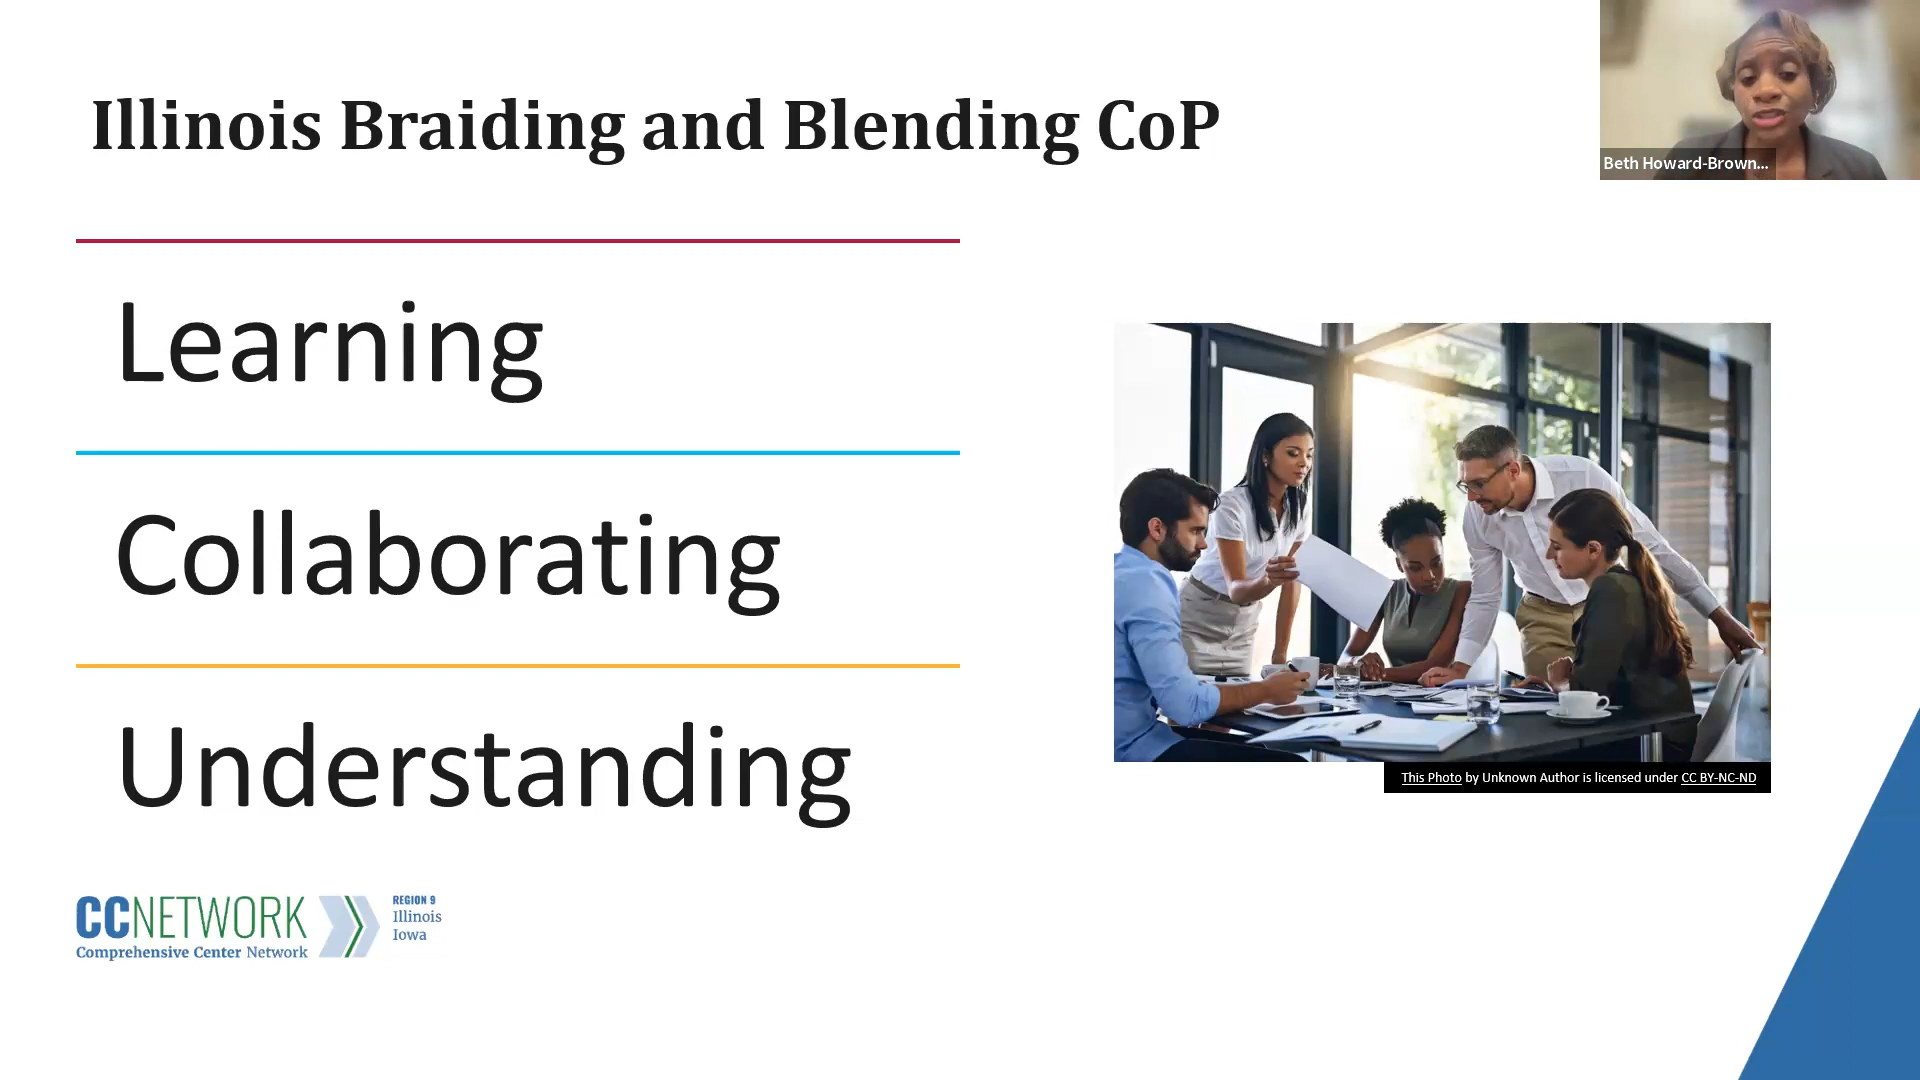 Illinois Braiding and Blending CoP
Beth Howard-Brown...
Learning
Collaborating
Understanding
This Photo by Unknown Author is licensed under CC BY-NC-ND
CCNETWORK
Comprehensive Center Network
REGION 9
Illinois
Iowa